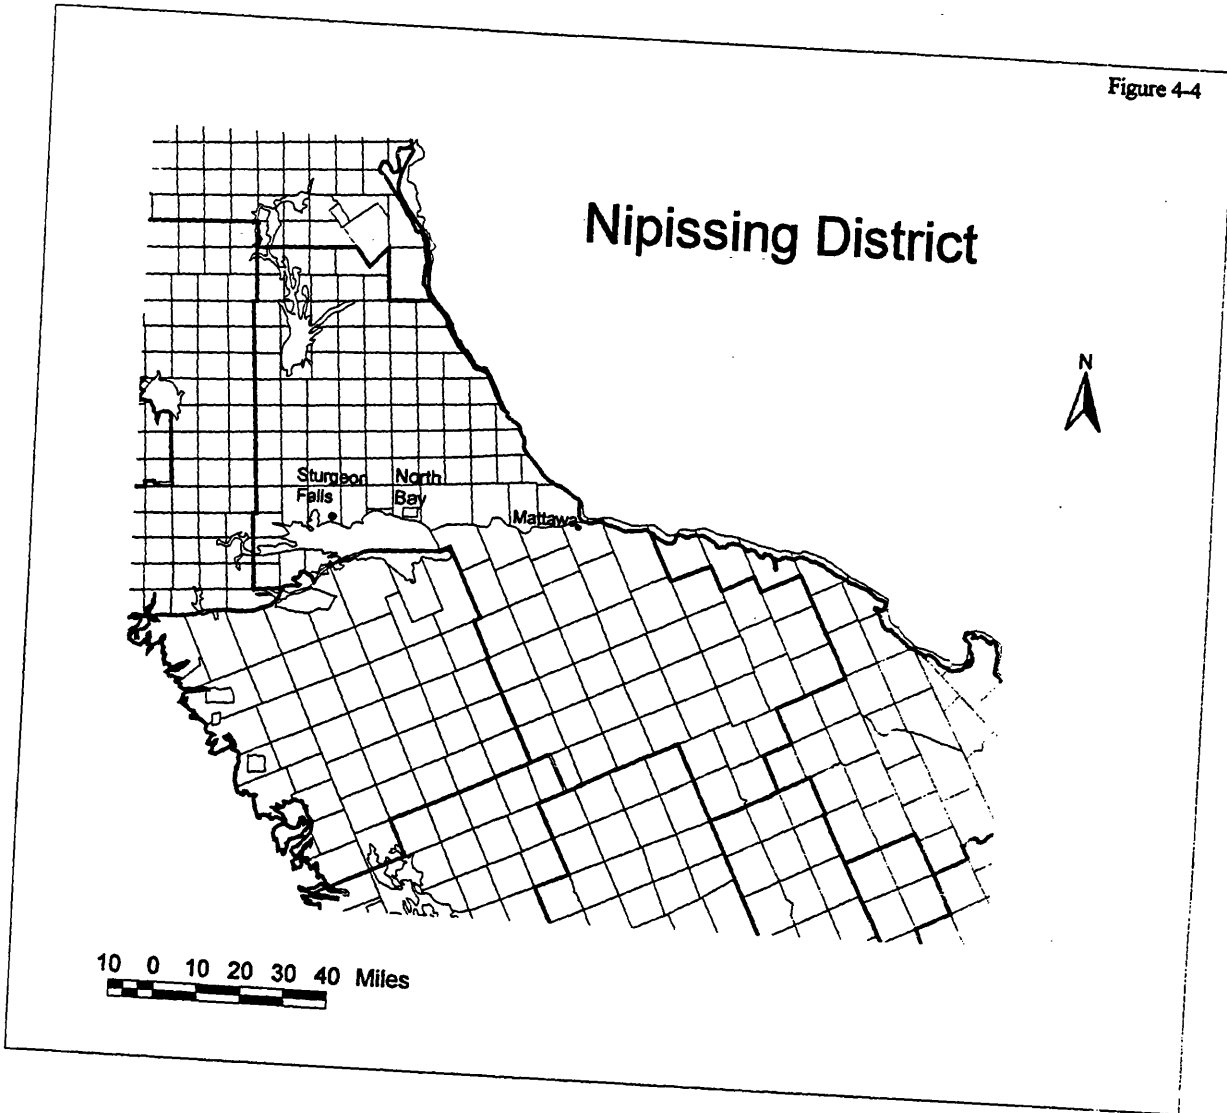 Figure 4-4
Nipissing District
N
Sturgeon
Falls
North
Bay
Mattawa
10 0 10 20 30 40 Miles